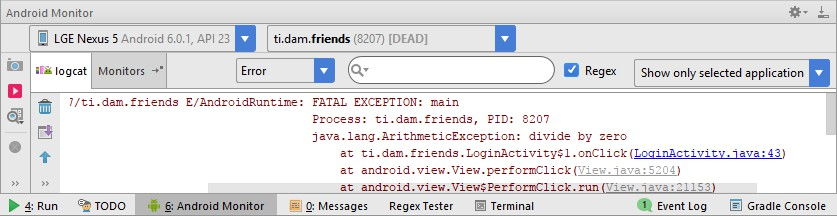 Android Monitor
LGE Nexus 5 Android 6.0.1, API 23
ti.dam.friends (8207) [DEAD]
logcat
Monitors
Error
Regex
Show only selected application
?/ti.dam.friends E/AndroidRuntime: FATAL EXCEPTION: main
Process: ti.dam.friends, PID: 8207
java.lang.ArithmeticException: divide by zero
at ti.dam.friends.LoginActivity$1.onClick(LoginActivity.java:43)
at android.view.View.performClick(View.java:5204)
at android.view.View$PerformClick.run(View.java:21153)
4: Run
TODO
6: Android Monitor
0: Messages
Regex Tester
Terminal
1 Event Log
Gradle Console